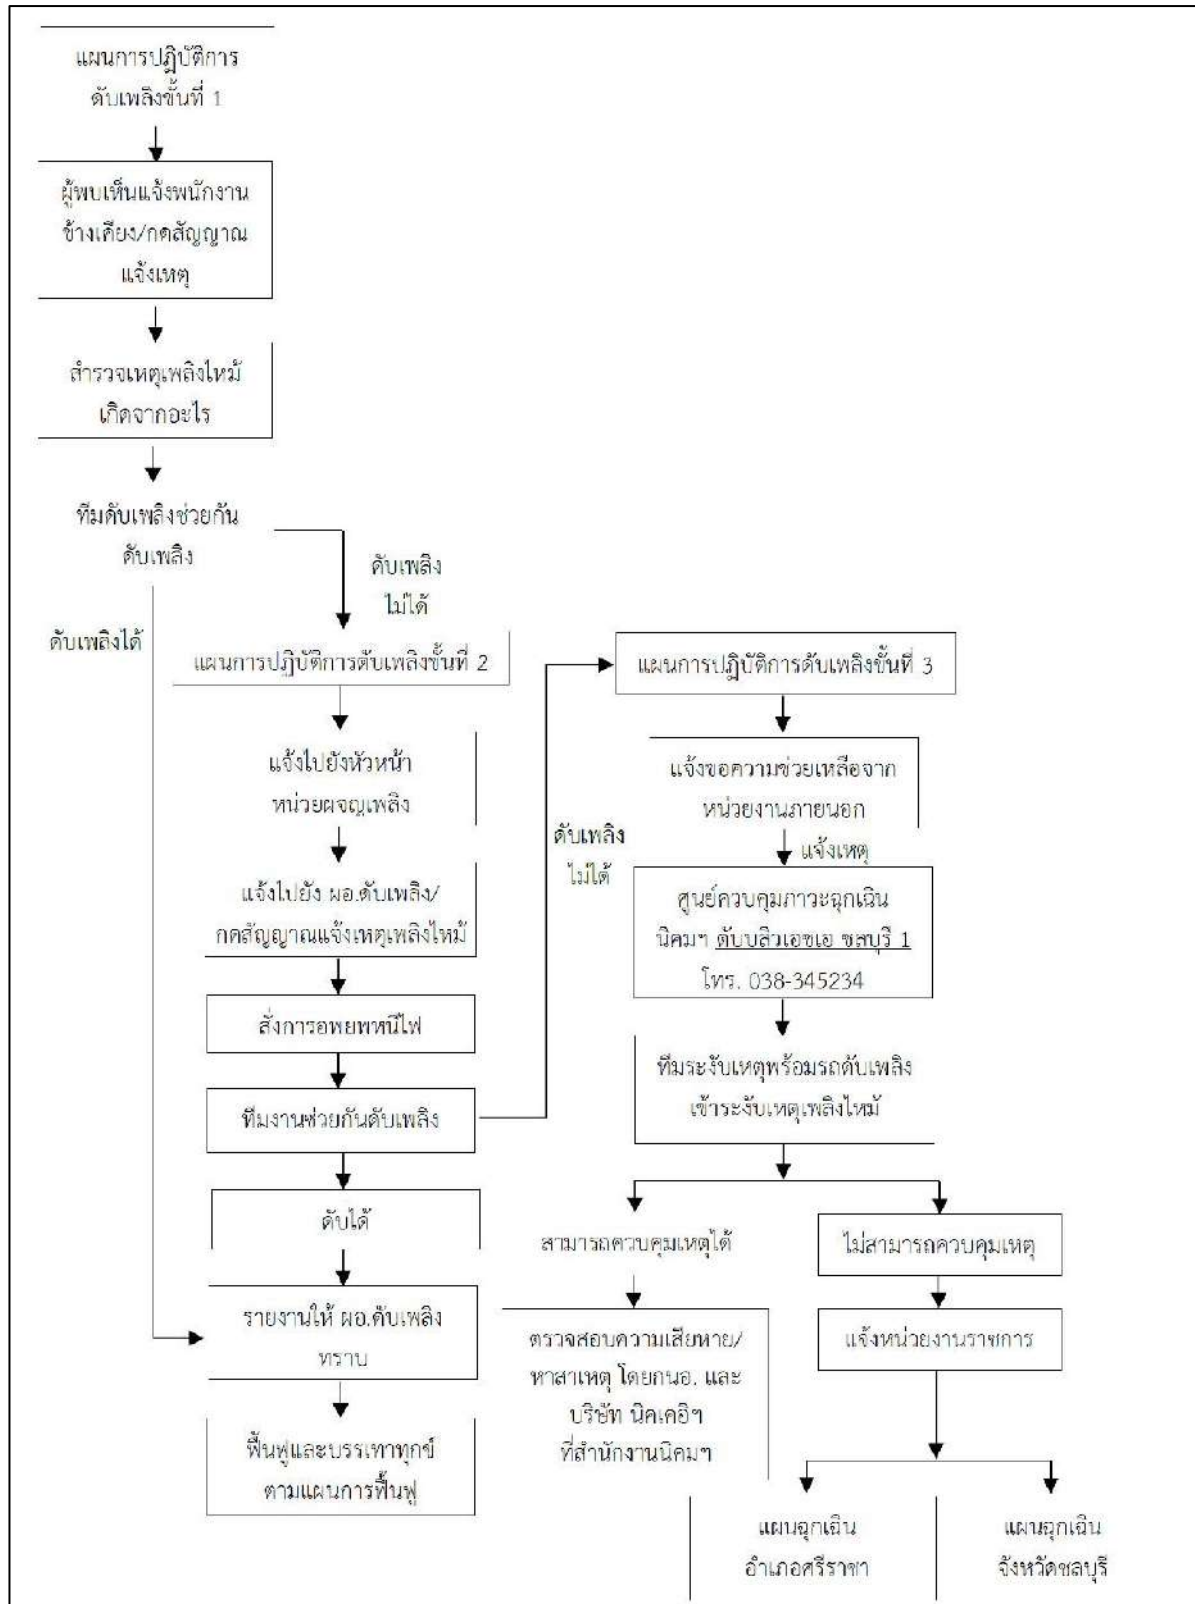 แผนการปฏิบัติการ
ดับเพลิงขั้นที่ 1
ผู้พบเห็นแจ้งพนักงาน
ข้างเคียง/กดสัญญาณ
แจ้งเหตุ
สำรวจเหตุเพลิงไหม้
เกิดจากอะไร
ทีมดับเพลิงช่วยกัน
ดับเพลิง
ดับเพลิง
ไม่ได้
ดับเพลิงได้
แผนการปฏิบัติการดับเพลิงขั้นที่ 2
แจ้งไปยังหัวหน้า
หน่วยผจญเพลิง
แจ้งไปยัง ผอ.ดับเพลิง/
กดสัญญาณแจ้งเหตุเพลิงไหม้
สั่งการอพยพหนีไฟ
ทีมงานช่วยกันดับเพลิง
ดับได้
รายงานให้ ผอ.ดับเพลิง
ทราบ
ฟื้นฟูและบรรเทาทุกข์
ตามแผนการฟื้นฟู
ดับเพลิง
ไม่ได้
แผนการปฏิบัติการดับเพลิงขั้นที่ 3
แจ้งขอความช่วยเหลือจาก
หน่วยงานภายนอก
แจ้งเหตุ
ศูนย์ควบคุมภาวะฉุกเฉิน
นิคมฯ ดับบลิวเอชเอ ชลบุรี 1
โทร. 038-345234
ทีมระงับเหตุพร้อมรถดับเพลิง
เข้าระงับเหตุเพลิงไหม้
สามารถควบคุมเหตุได้
ตรวจสอบความเสียหาย/
หาสาเหตุ โดยกนอ. และ
บริษัท นิคเคอิฯ
ที่สำนักงานนิคมฯ
ไม่สามารถควบคุมเหตุ
แจ้งหน่วยงานราชการ
แผนฉุกเฉิน
อำเภอศรีราชา
แผนฉุกเฉิน
จังหวัดชลบุรี